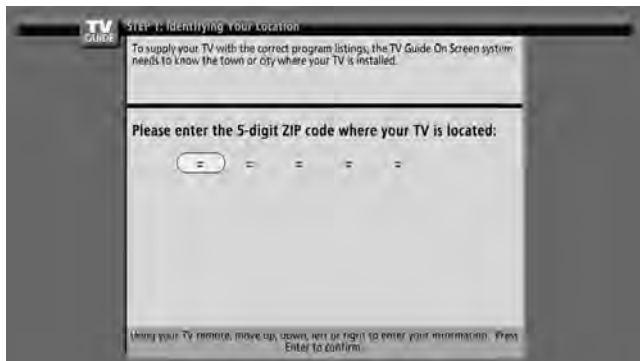 TV
GUIDE
STEP 1: Identifying Your Location
To supply your TV with the correct program listings, the TV Guide On Screen system
needs to know the town or city where your TV is installed.
Please enter the 5-digit ZIP code where your TV is located:
= = = = =
Using your TV remote, move up, down, left or right to enter your information. Press
Enter to confirm.